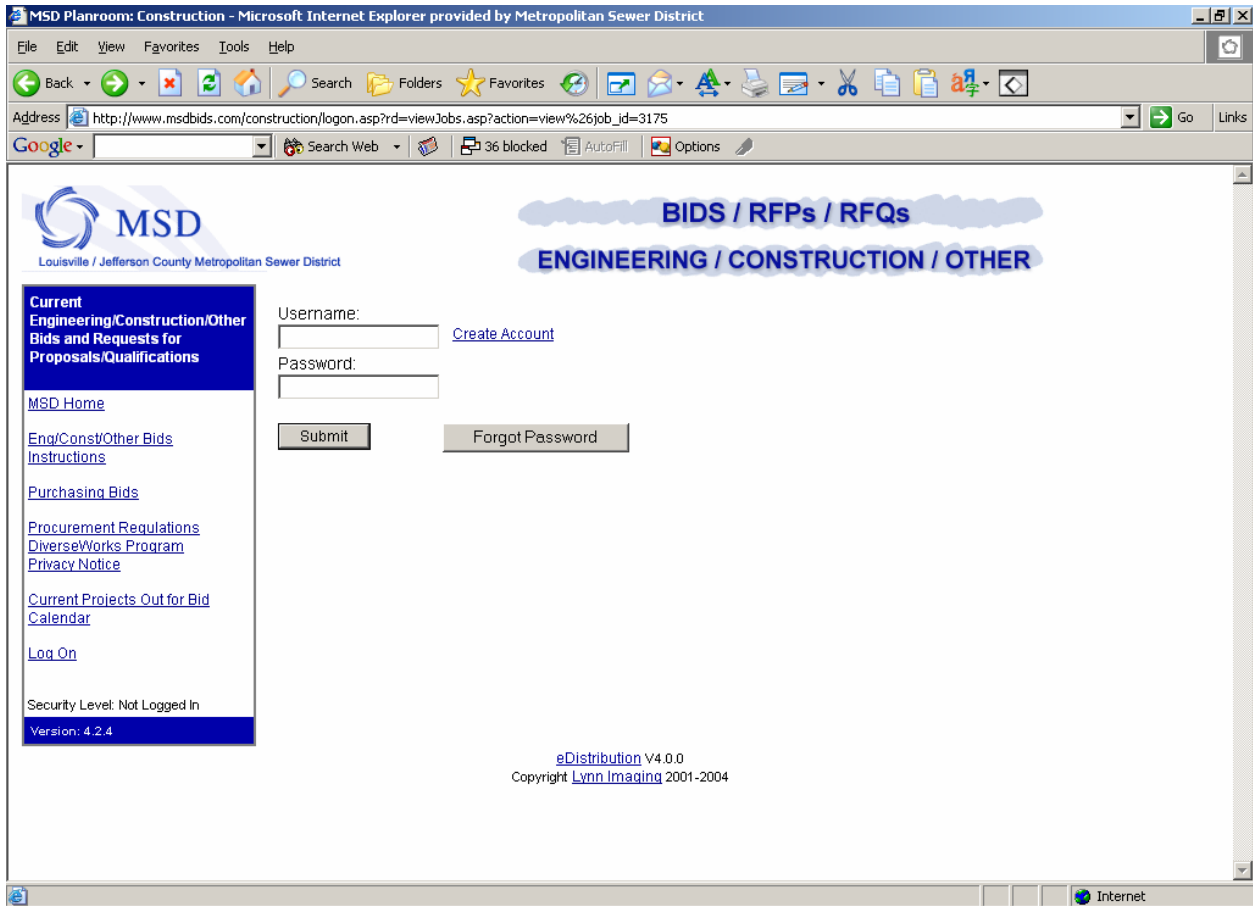 MSD Planroom: Construction - Microsoft Internet Explorer provided by Metropolitan Sewer District
File Edit View Favorites Tools Help
Back Search Folders Favorites
Address http://www.msdbids.com/construction/logon.asp?rd=viewJobs.asp?action=view%26job_id=3175 Go Links
Google Search Web 36 blocked AutoFill Options
MSD
Louisville / Jefferson County Metropolitan Sewer District
BIDS / RFPs / RFQs
ENGINEERING / CONSTRUCTION / OTHER
Current
Engineering/Construction/Other
Bids and Requests for
Proposals/Qualifications
MSD Home
Eng/Const/Other Bids
Instructions
Purchasing Bids
Procurement Regulations
DiverseWorks Program
Privacy Notice
Current Projects Out for Bid
Calendar
Log On
Security Level: Not Logged In
Version: 4.2.4
Username:
Create Account
Password:
Submit Forgot Password
eDistribution V4.0.0
Copyright Lynn Imaging 2001-2004
Internet